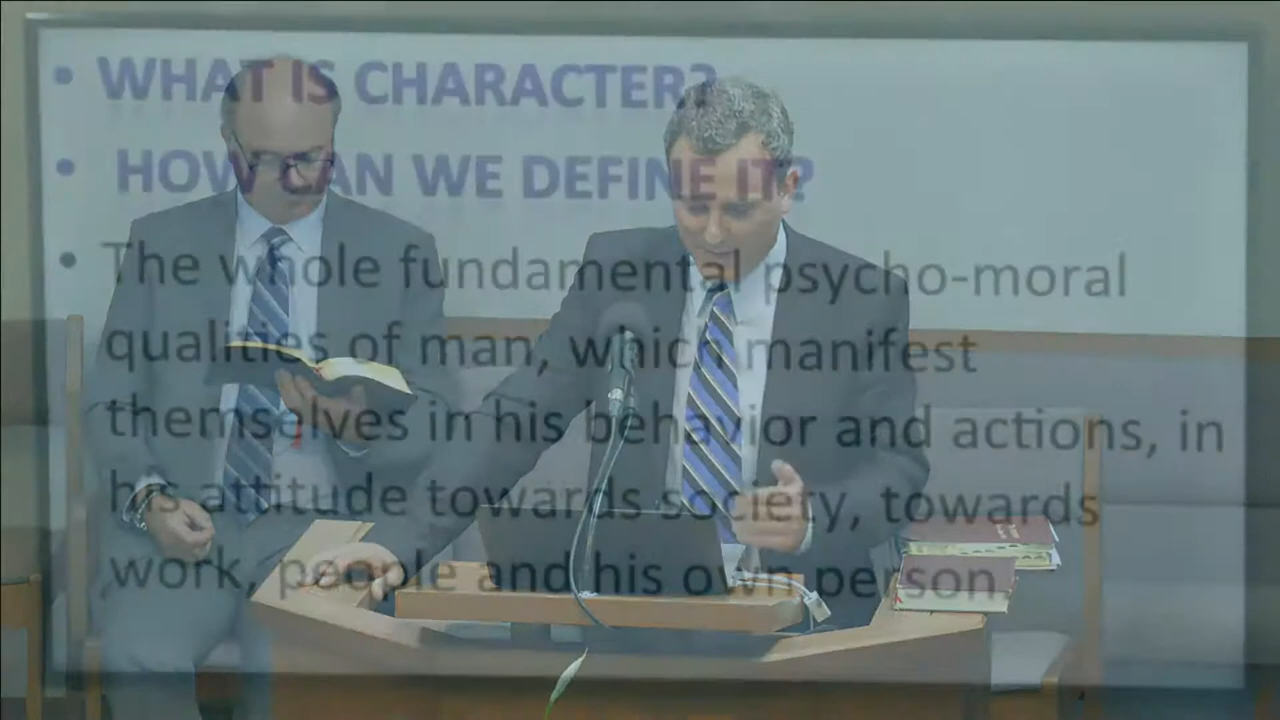 • WHAT IS CHARACTER?
• HOW CAN WE DEFINE IT?
• The whole fundamental psycho-moral
qualities of man, which manifest
themselves in his behavior and actions, in
his attitude towards society, towards
work, people and his own person.